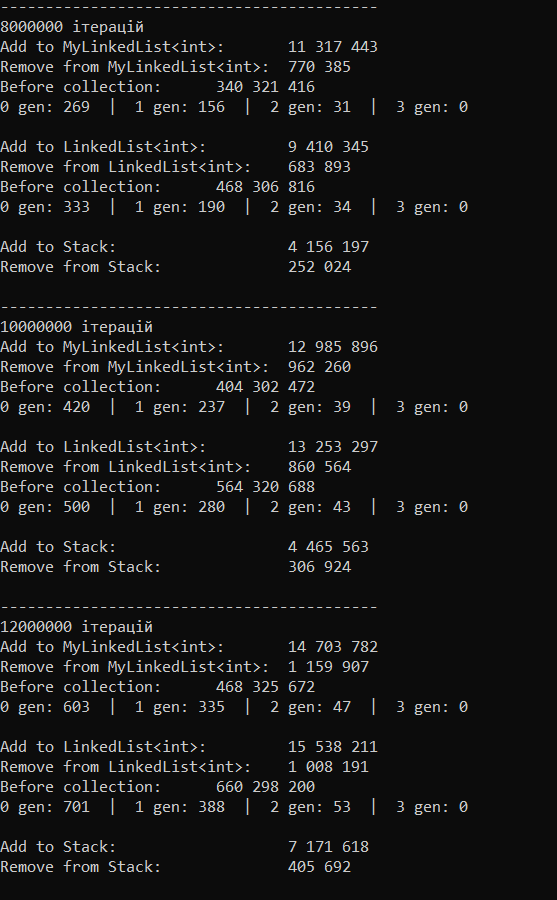 ------------------------------------------
8000000 ітерацій
Add to MyLinkedList<int>:       11 317 443
Remove from MyLinkedList<int>:  770 385
Before collection:      340 321 416
0 gen: 269  |  1 gen: 156  |  2 gen: 31  |  3 gen: 0
Add to LinkedList<int>:         9 410 345
Remove from LinkedList<int>:    683 893
Before collection:      468 306 816
0 gen: 333  |  1 gen: 190  |  2 gen: 34  |  3 gen: 0
Add to Stack:                   4 156 197
Remove from Stack:              252 024
------------------------------------------
10000000 ітерацій
Add to MyLinkedList<int>:       12 985 896
Remove from MyLinkedList<int>:  962 260
Before collection:      404 302 472
0 gen: 420  |  1 gen: 237  |  2 gen: 39  |  3 gen: 0
Add to LinkedList<int>:         13 253 297
Remove from LinkedList<int>:    860 564
Before collection:      564 320 688
0 gen: 500  |  1 gen: 280  |  2 gen: 43  |  3 gen: 0
Add to Stack:                   4 465 563
Remove from Stack:              306 924
------------------------------------------
12000000 ітерацій
Add to MyLinkedList<int>:       14 703 782
Remove from MyLinkedList<int>:  1 159 907
Before collection:      468 325 672
0 gen: 603  |  1 gen: 335  |  2 gen: 47  |  3 gen: 0
Add to LinkedList<int>:         15 538 211
Remove from LinkedList<int>:    1 008 191
Before collection:      660 298 200
0 gen: 701  |  1 gen: 388  |  2 gen: 53  |  3 gen: 0
Add to Stack:                   7 171 618
Remove from Stack:              405 692